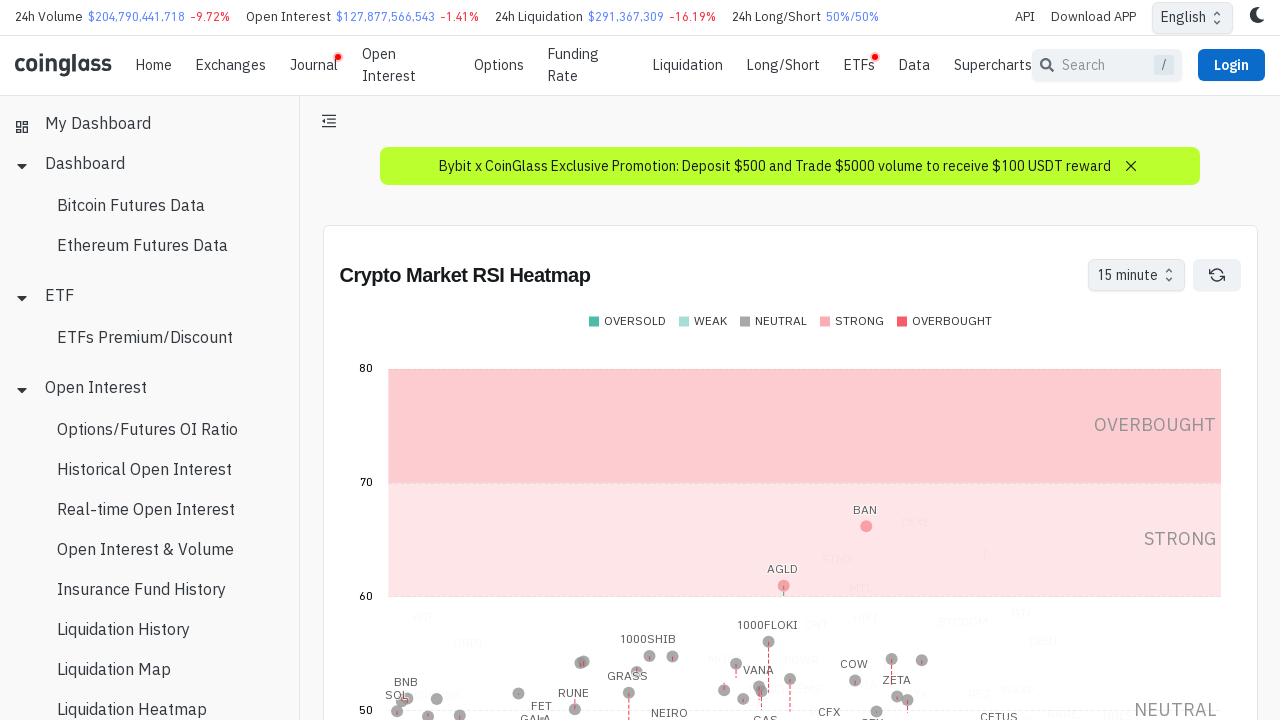 24h Volume $204,790,441,718 -9.72% Open Interest $127,877,566,543 -1.41% 24h Liquidation $291,367,309 -16.19% 24h Long/Short 50%/50% API Download APP English
coinglass Home Exchanges Journal Open Interest Options Funding Rate Liquidation Long/Short ETFs Data Supercharts Search / Login
My Dashboard
Dashboard
Bitcoin Futures Data
Ethereum Futures Data
ETF
ETFs Premium/Discount
Open Interest
Options/Futures OI Ratio
Historical Open Interest
Real-time Open Interest
Open Interest & Volume
Insurance Fund History
Liquidation History
Liquidation Map
Liquidation Heatmap
Bybit x CoinGlass Exclusive Promotion: Deposit $500 and Trade $5000 volume to receive $100 USDT reward
Crypto Market RSI Heatmap 15 minute
OVERSOLD WEAK NEUTRAL STRONG OVERBOUGHT
80
OVERBOUGHT
70
BAN
STRONG
AGLD
60
1000FLOKI
1000SHIB
COW
VANA
GRASS
BNB ZETA
SOL RUNE
FET
50 NEIRO CFX NEUTRAL
GALA GAS CETUS